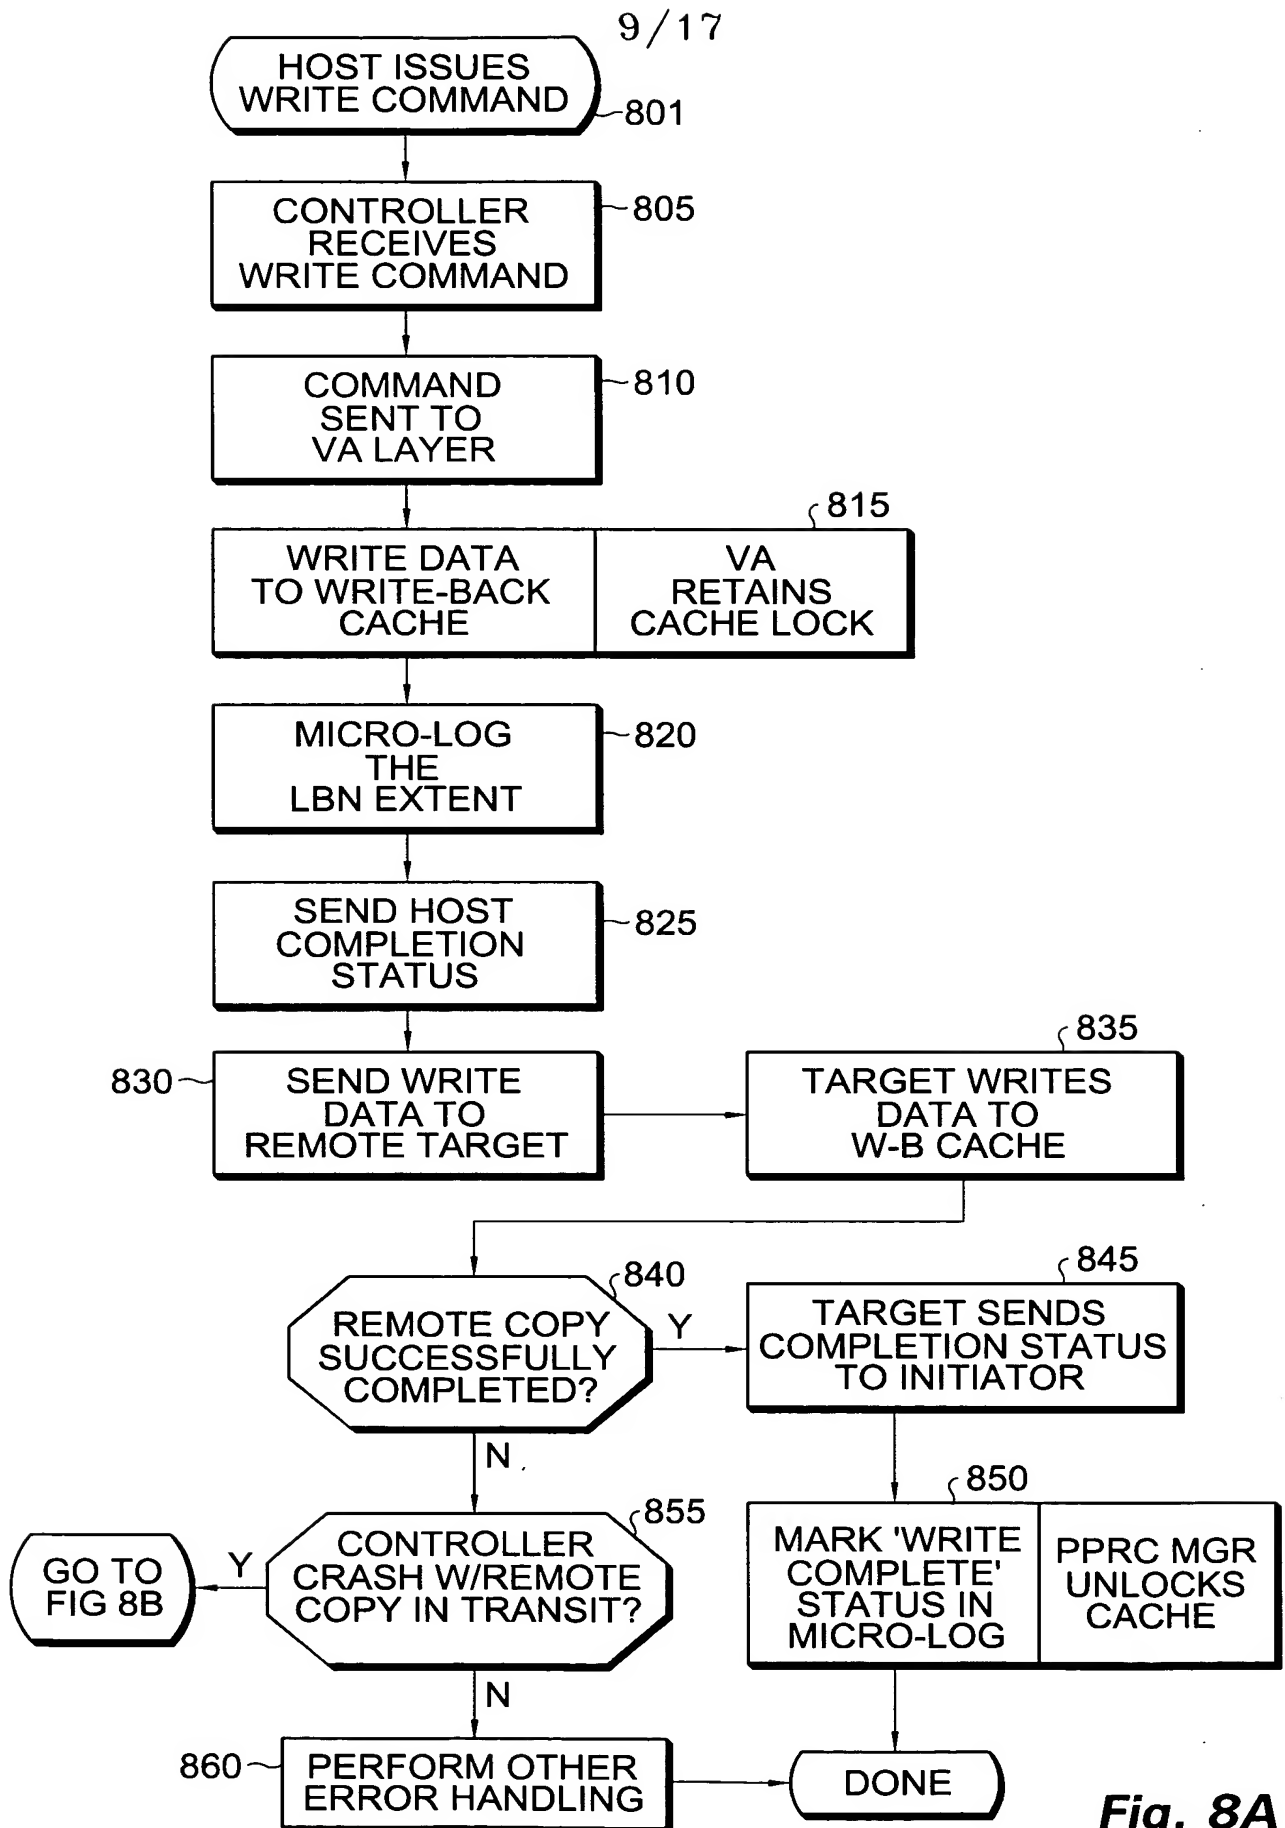 9/17
HOST ISSUES
WRITE COMMAND
801
CONTROLLER
RECEIVES
WRITE COMMAND
805
COMMAND
SENT TO
VA LAYER
810
815
WRITE DATA
TO WRITE-BACK
CACHE
VA
RETAINS
CACHE LOCK
MICRO-LOG
THE
LBN EXTENT
820
SEND HOST
COMPLETION
STATUS
825
830
SEND WRITE
DATA TO
REMOTE TARGET
835
TARGET WRITES
DATA TO
W-B CACHE
840
REMOTE COPY
SUCCESSFULLY
COMPLETED?
Y
845
TARGET SENDS
COMPLETION STATUS
TO INITIATOR
N
850
MARK 'WRITE
COMPLETE'
STATUS IN
MICRO-LOG
PPRC MGR
UNLOCKS
CACHE
855
CONTROLLER
CRASH W/REMOTE
COPY IN TRANSIT?
Y
GO TO
FIG 8B
N
860
PERFORM OTHER
ERROR HANDLING
DONE
Fig. 8A